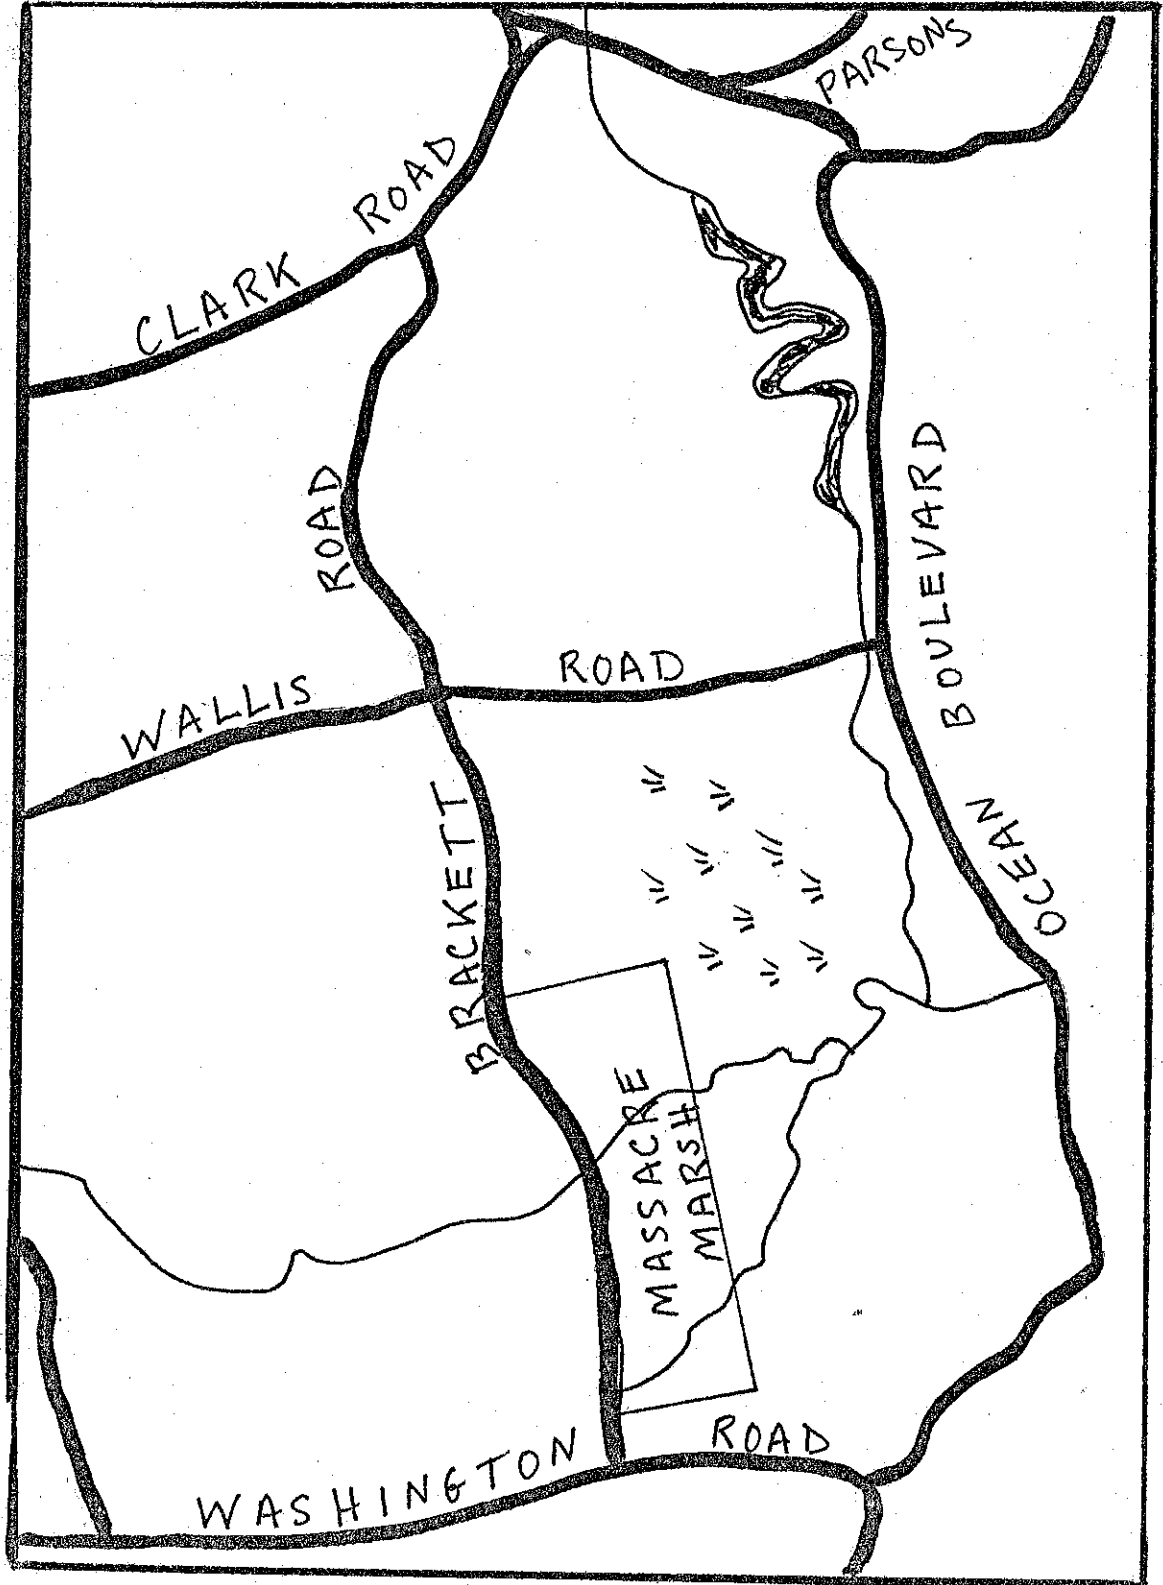 PARSONS
CLARK ROAD
ROAD
OCEAN BOULEVARD
WALLIS ROAD
BRACKETT
MASSACRE
MARSH
WASHINGTON ROAD